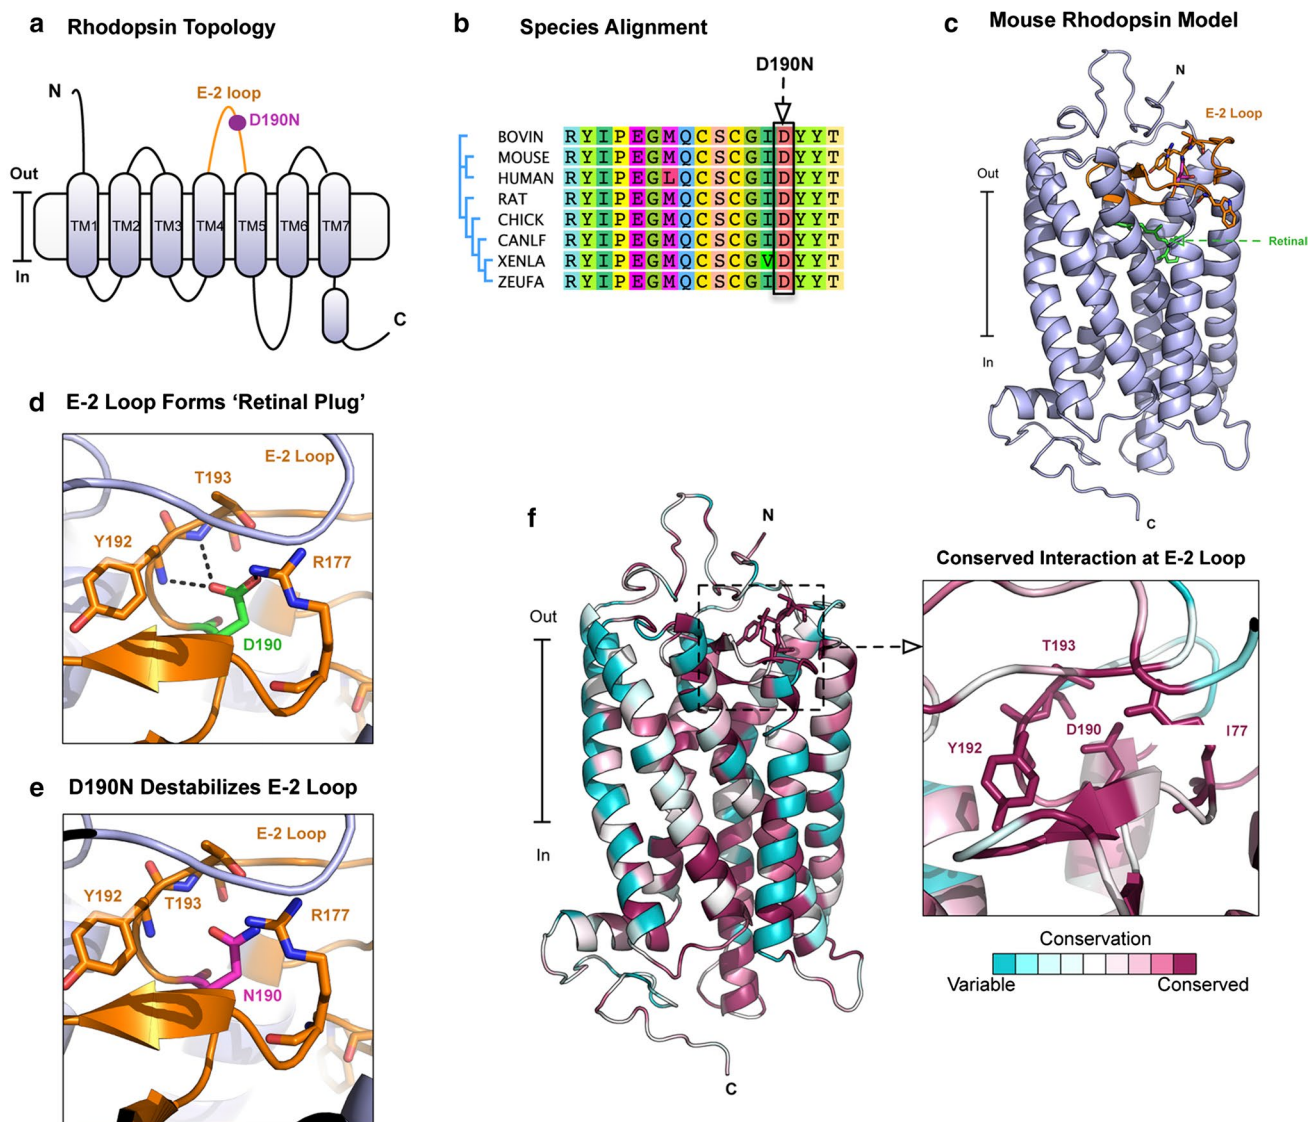 a Rhodopsin Topology
N
E-2 loop
D190N
Out
In
TM1 TM2 TM3 TM4 TM5 TM6 TM7
C
b Species Alignment
D190N
BOVIN RYIPEGMQCSCGIDYYT
MOUSE RYIPEGMQCSCGIDYYT
HUMAN RYIPEGLQCSCGIDYYT
RAT RYIPEGMQCSCGIDYYT
CHICK RYIPEGMQCSCGIDYYT
CANLF RYIPEGMQCSCGIDYYT
XENLA RYIPEGMQCSCGVDYYT
ZEUFA RYIPEGMQCSCGIDYYT
c Mouse Rhodopsin Model
N
E-2 Loop
Out
Retinal
In
C
d E-2 Loop Forms ‘Retinal Plug’
E-2 Loop
T193
Y192
R177
D190
e D190N Destabilizes E-2 Loop
E-2 Loop
Y192
T193
R177
N190
f
N
Out
In
C
Conserved Interaction at E-2 Loop
T193
D190
I77
Y192
Conservation
Variable Conserved